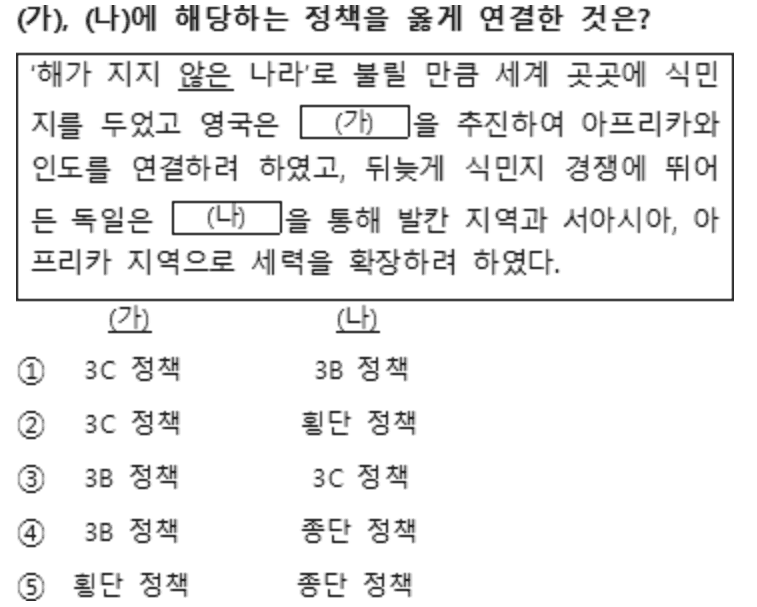 (가), (나)에 해당하는 정책을 옳게 연결한 것은?
'해가 지지 않은 나라'로 불릴 만큼 세계 곳곳에 식민
지를 두었고 영국은 (가) 을 추진하여 아프리카와
인도를 연결하려 하였고, 뒤늦게 식민지 경쟁에 뛰어
든 독일은 (나) 을 통해 발칸 지역과 서아시아, 아
프리카 지역으로 세력을 확장하려 하였다.
(가) (나)
① 3C 정책 3B 정책
② 3C 정책 횡단 정책
③ 3B 정책 3C 정책
④ 3B 정책 종단 정책
⑤ 횡단 정책 종단 정책